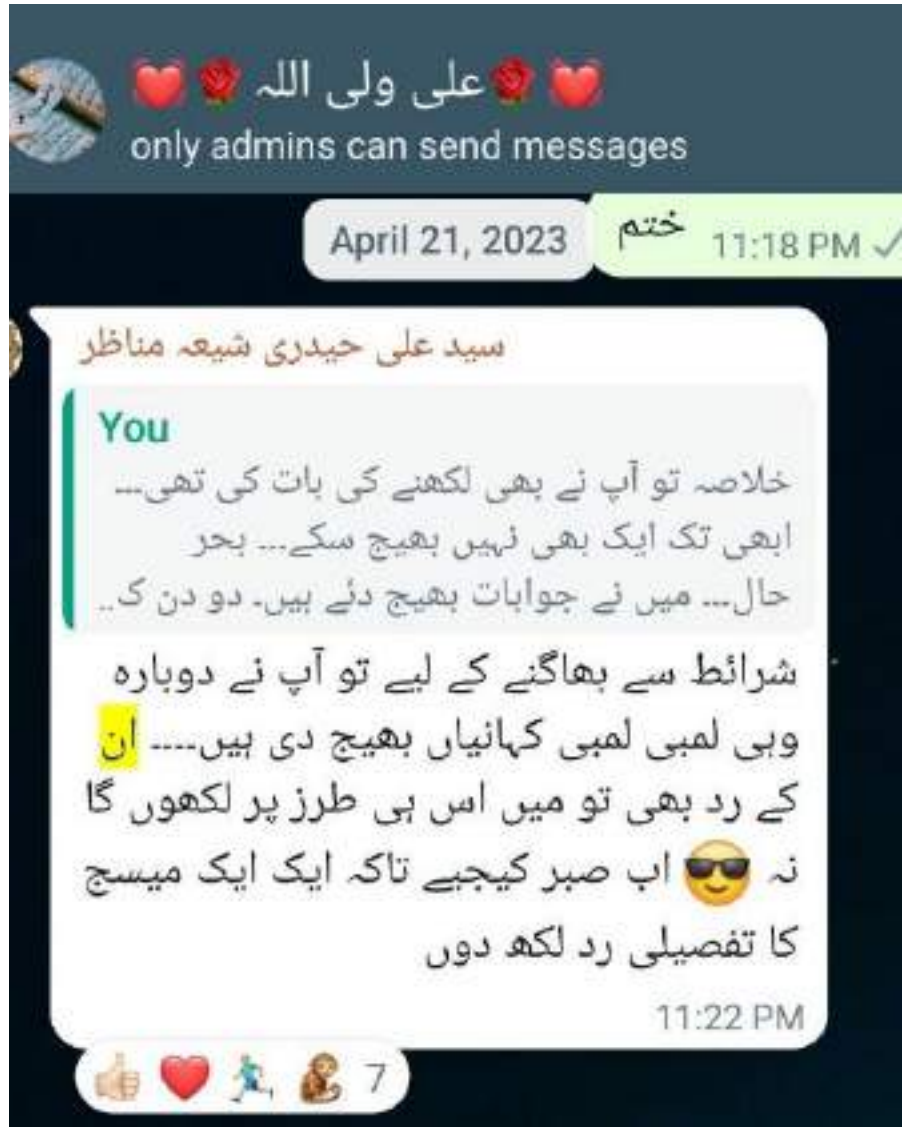 💓🌹علی ولی اللہ🌹💓
only admins can send messages
ختم 11:18 PM
April 21, 2023
سید علی حیدری شیعہ مناظر
You
خلاصہ تو آپ نے بھی لکھنے کی بات کی تھی۔۔۔
ابھی تک ایک بھی نہیں بھیج سکے۔۔۔ بحر
حال۔۔۔ میں نے جوابات بھیج دئے ہیں۔ دو دن ک..
شرائط سے بھاگنے کے لیے تو آپ نے دوبارہ
وہی لمبی لمبی کہانیاں بھیج دی ہیں۔۔۔۔ ان
کے رد بھی تو میں اس ہی طرز پر لکھوں گا
نہ 😎 اب صبر کیجیے تاکہ ایک ایک میسج
کا تفصیلی رد لکھ دوں
11:22 PM
7